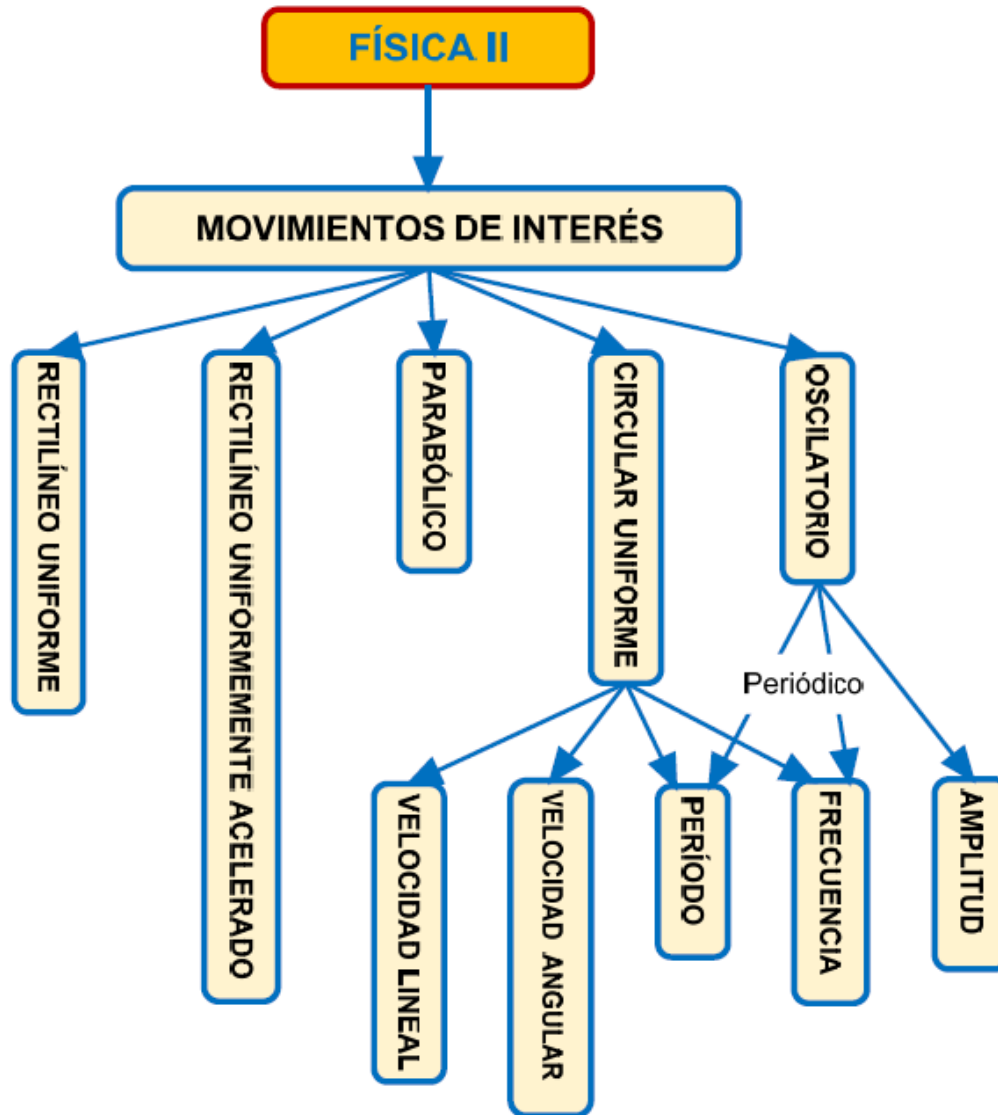 FÍSICA II
MOVIMIENTOS DE INTERÉS
RECTILÍNEO UNIFORME
RECTILÍNEO UNIFORMEMENTE ACELERADO
PARABÓLICO
CIRCULAR UNIFORME
OSCILATORIO
Periódico
VELOCIDAD LINEAL
VELOCIDAD ANGULAR
PERÍODO
FRECUENCIA
AMPLITUD